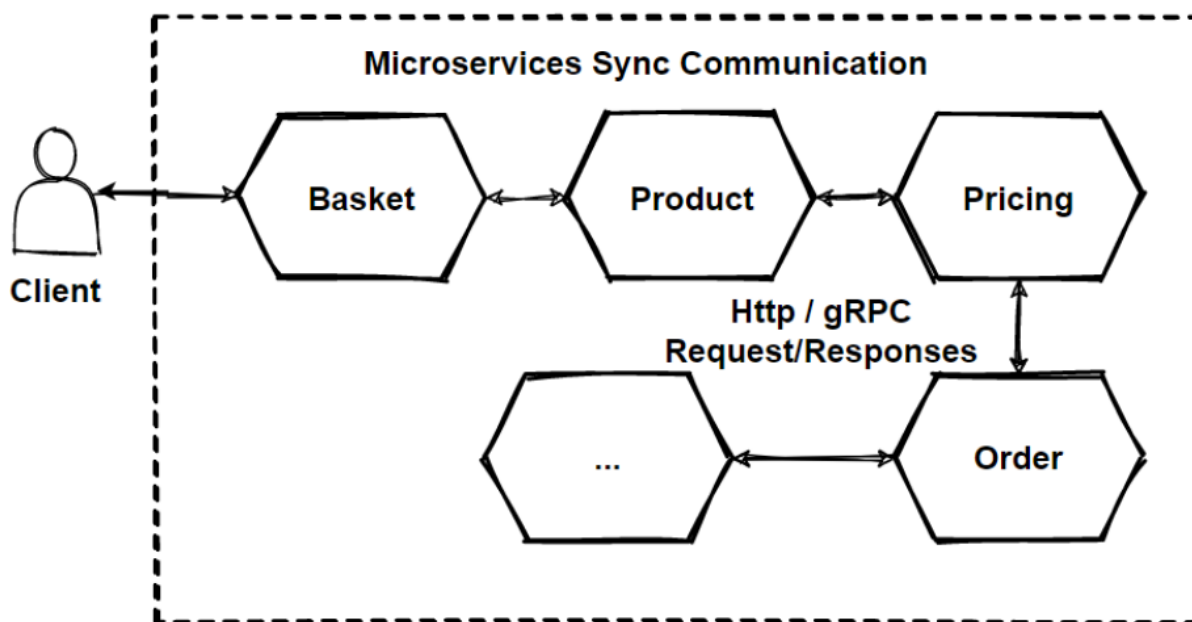 Microservices Sync Communication
Basket
Product
Pricing
Client
Http / gRPC
Request/Responses
...
Order